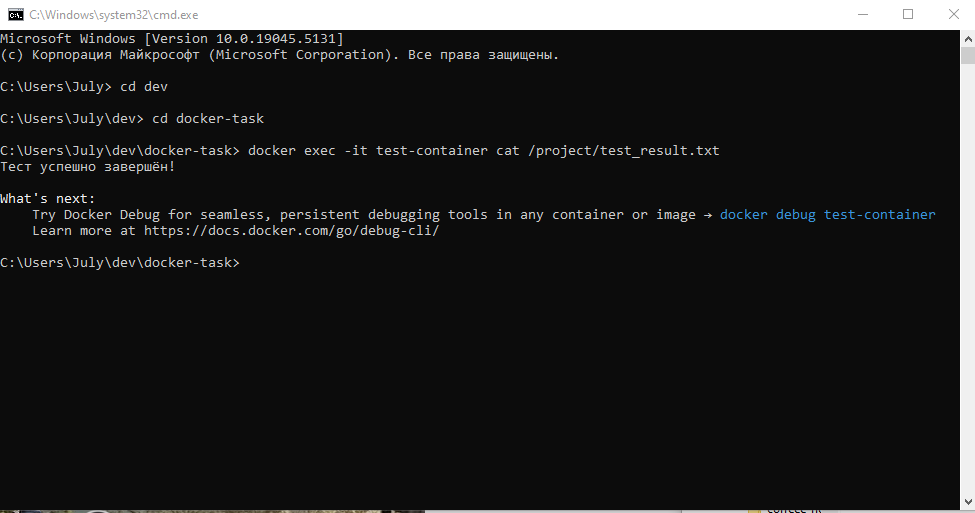 C:\Windows\system32\cmd.exe
Microsoft Windows [Version 10.0.19045.5131]
(c) Корпорация Майкрософт (Microsoft Corporation). Все права защищены.
C:\Users\July> cd dev
C:\Users\July\dev> cd docker-task
C:\Users\July\dev\docker-task> docker exec -it test-container cat /project/test_result.txt
Тест успешно завершён!
What's next:
Try Docker Debug for seamless, persistent debugging tools in any container or image → docker debug test-container
Learn more at https://docs.docker.com/go/debug-cli/
C:\Users\July\dev\docker-task>